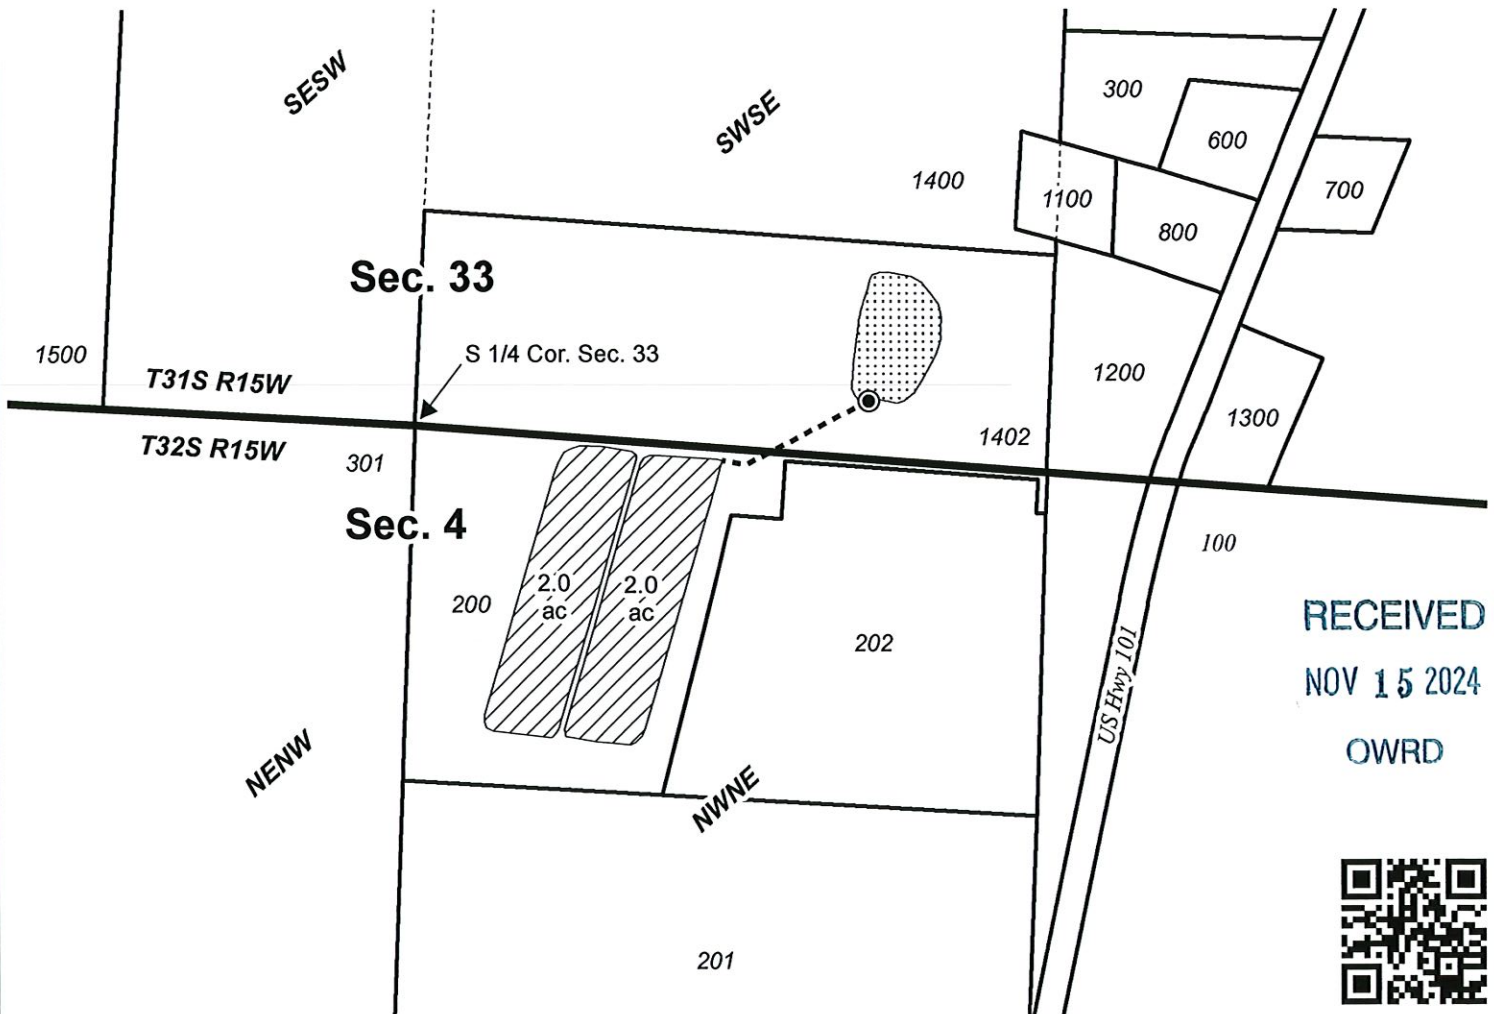 SESW
SWSE
300
600
700
1400
1100
800
Sec. 33
1500
S 1/4 Cor. Sec. 33
T31S R15W
1200
1300
1402
T32S R15W
301
Sec. 4
100
2.0
ac
2.0
ac
200
202
US Hwy 101
RECEIVED
NOV 15 2024
OWRD
NENW
NWNE
201